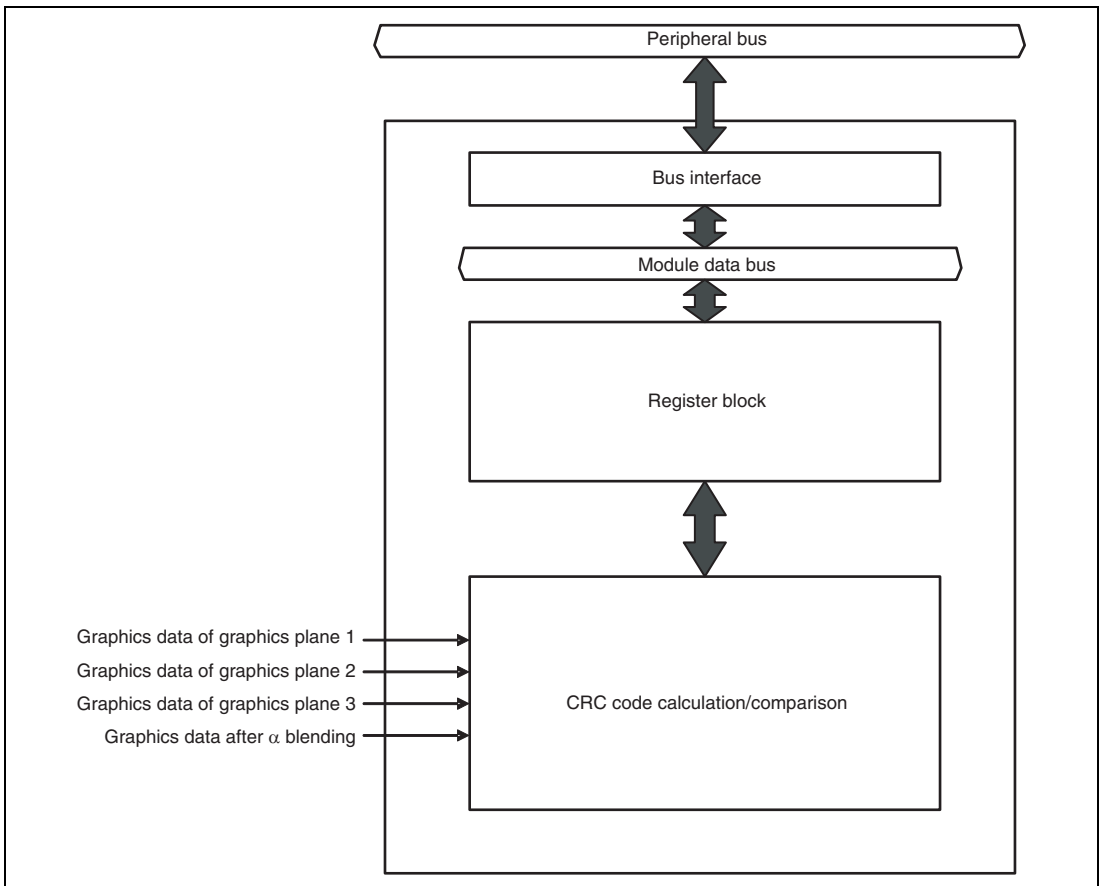 Peripheral bus
Bus interface
Module data bus
Register block
Graphics data of graphics plane 1
Graphics data of graphics plane 2
Graphics data of graphics plane 3
Graphics data after α blending
CRC code calculation/comparison